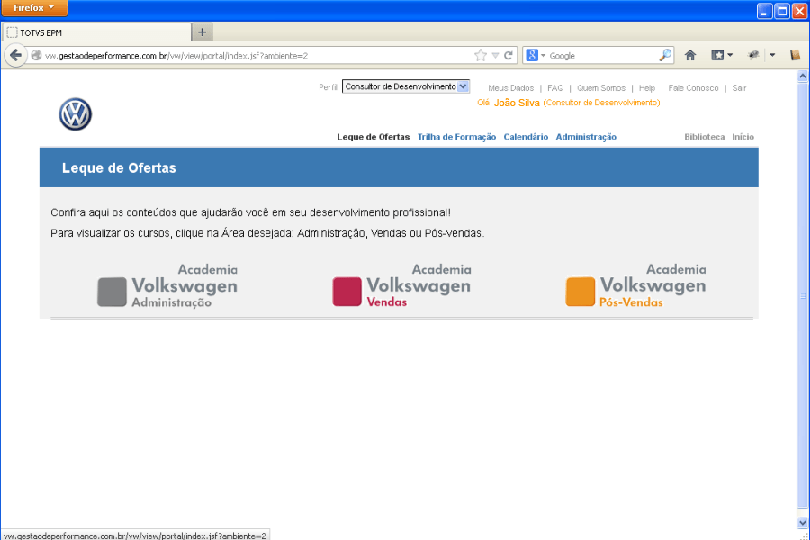 Firefox
TOTVS EPM
vw.gestaodeperformance.com.br/vw/view/portal/index.jsf?ambiente=2
Google
Perfil Consultor de Desenvolvimento Meus Dados | FAQ | Quem Somos | Help Fale Conosco | Sair
Olá João Silva (Consultor de Desenvolvimento)
Leque de Ofertas Trilha de Formação Calendário Administração Biblioteca Início
Leque de Ofertas
Confira aqui os conteúdos que ajudarão você em seu desenvolvimento profissional!
Para visualizar os cursos, clique na Área desejada: Administração, Vendas ou Pós-Vendas.
Academia Volkswagen Administração
Academia Volkswagen Vendas
Academia Volkswagen Pós-Vendas
vw.gestaodeperformance.com.br/vw/view/portal/index.jsf?ambiente=2